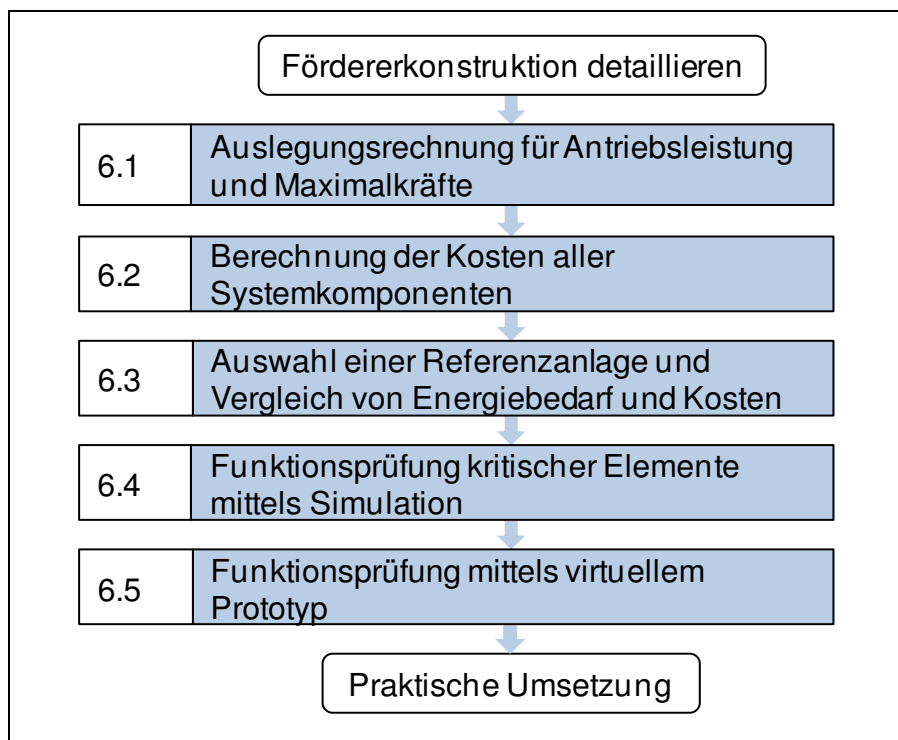 Fördererkonstruktion detaillieren
6.1
Auslegungsrechnung für Antriebsleistung
und Maximalkräfte
6.2
Berechnung der Kosten aller
Systemkomponenten
6.3
Auswahl einer Referenzanlage und
Vergleich von Energiebedarf und Kosten
6.4
Funktionsprüfung kritischer Elemente
mittels Simulation
6.5
Funktionsprüfung mittels virtuellem
Prototyp
Praktische Umsetzung